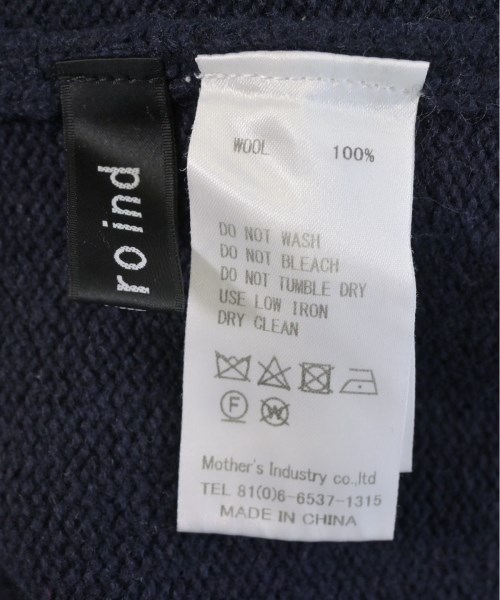 ro ind
WOOL 100%
DO NOT WASH
DO NOT BLEACH
DO NOT TUMBLE DRY
USE LOW IRON
DRY CLEAN
F W
Mother's Industry co.,ltd
TEL 81(0)6-6537-1315
MADE IN CHINA